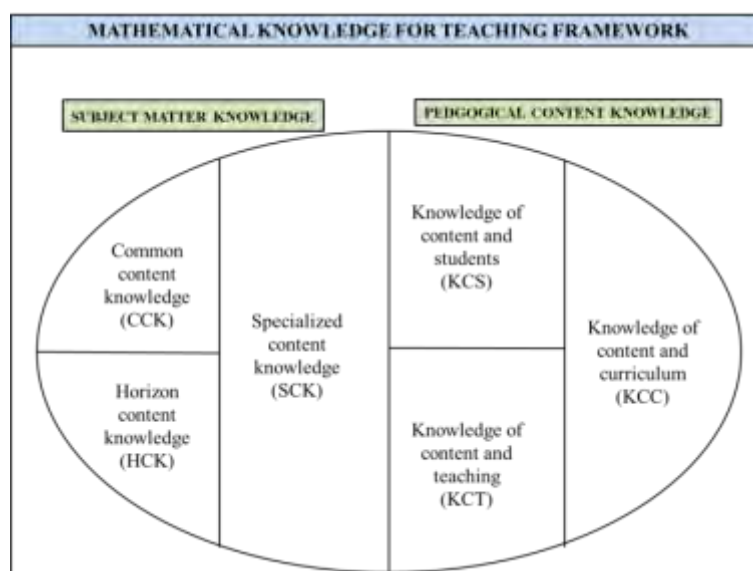 MATHEMATICAL KNOWLEDGE FOR TEACHING FRAMEWORK
SUBJECT MATTER KNOWLEDGE
PEDGOGICAL CONTENT KNOWLEDGE
Common
content
knowledge
(CCK)
Horizon
content
knowledge
(HCK)
Specialized
content
knowledge
(SCK)
Knowledge of
content and
students
(KCS)
Knowledge of
content and
teaching
(KCT)
Knowledge of
content and
curriculum
(KCC)